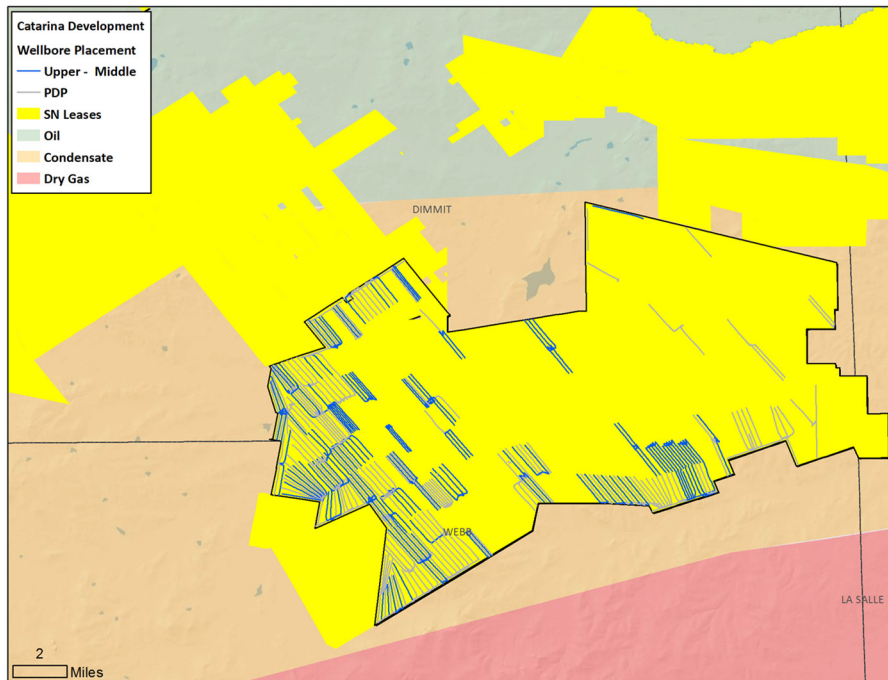 Catarina Development
Wellbore Placement
Upper - Middle
PDP
SN Leases
Oil
Condensate
Dry Gas
DIMMIT
WEBB
LA SALLE
2
Miles